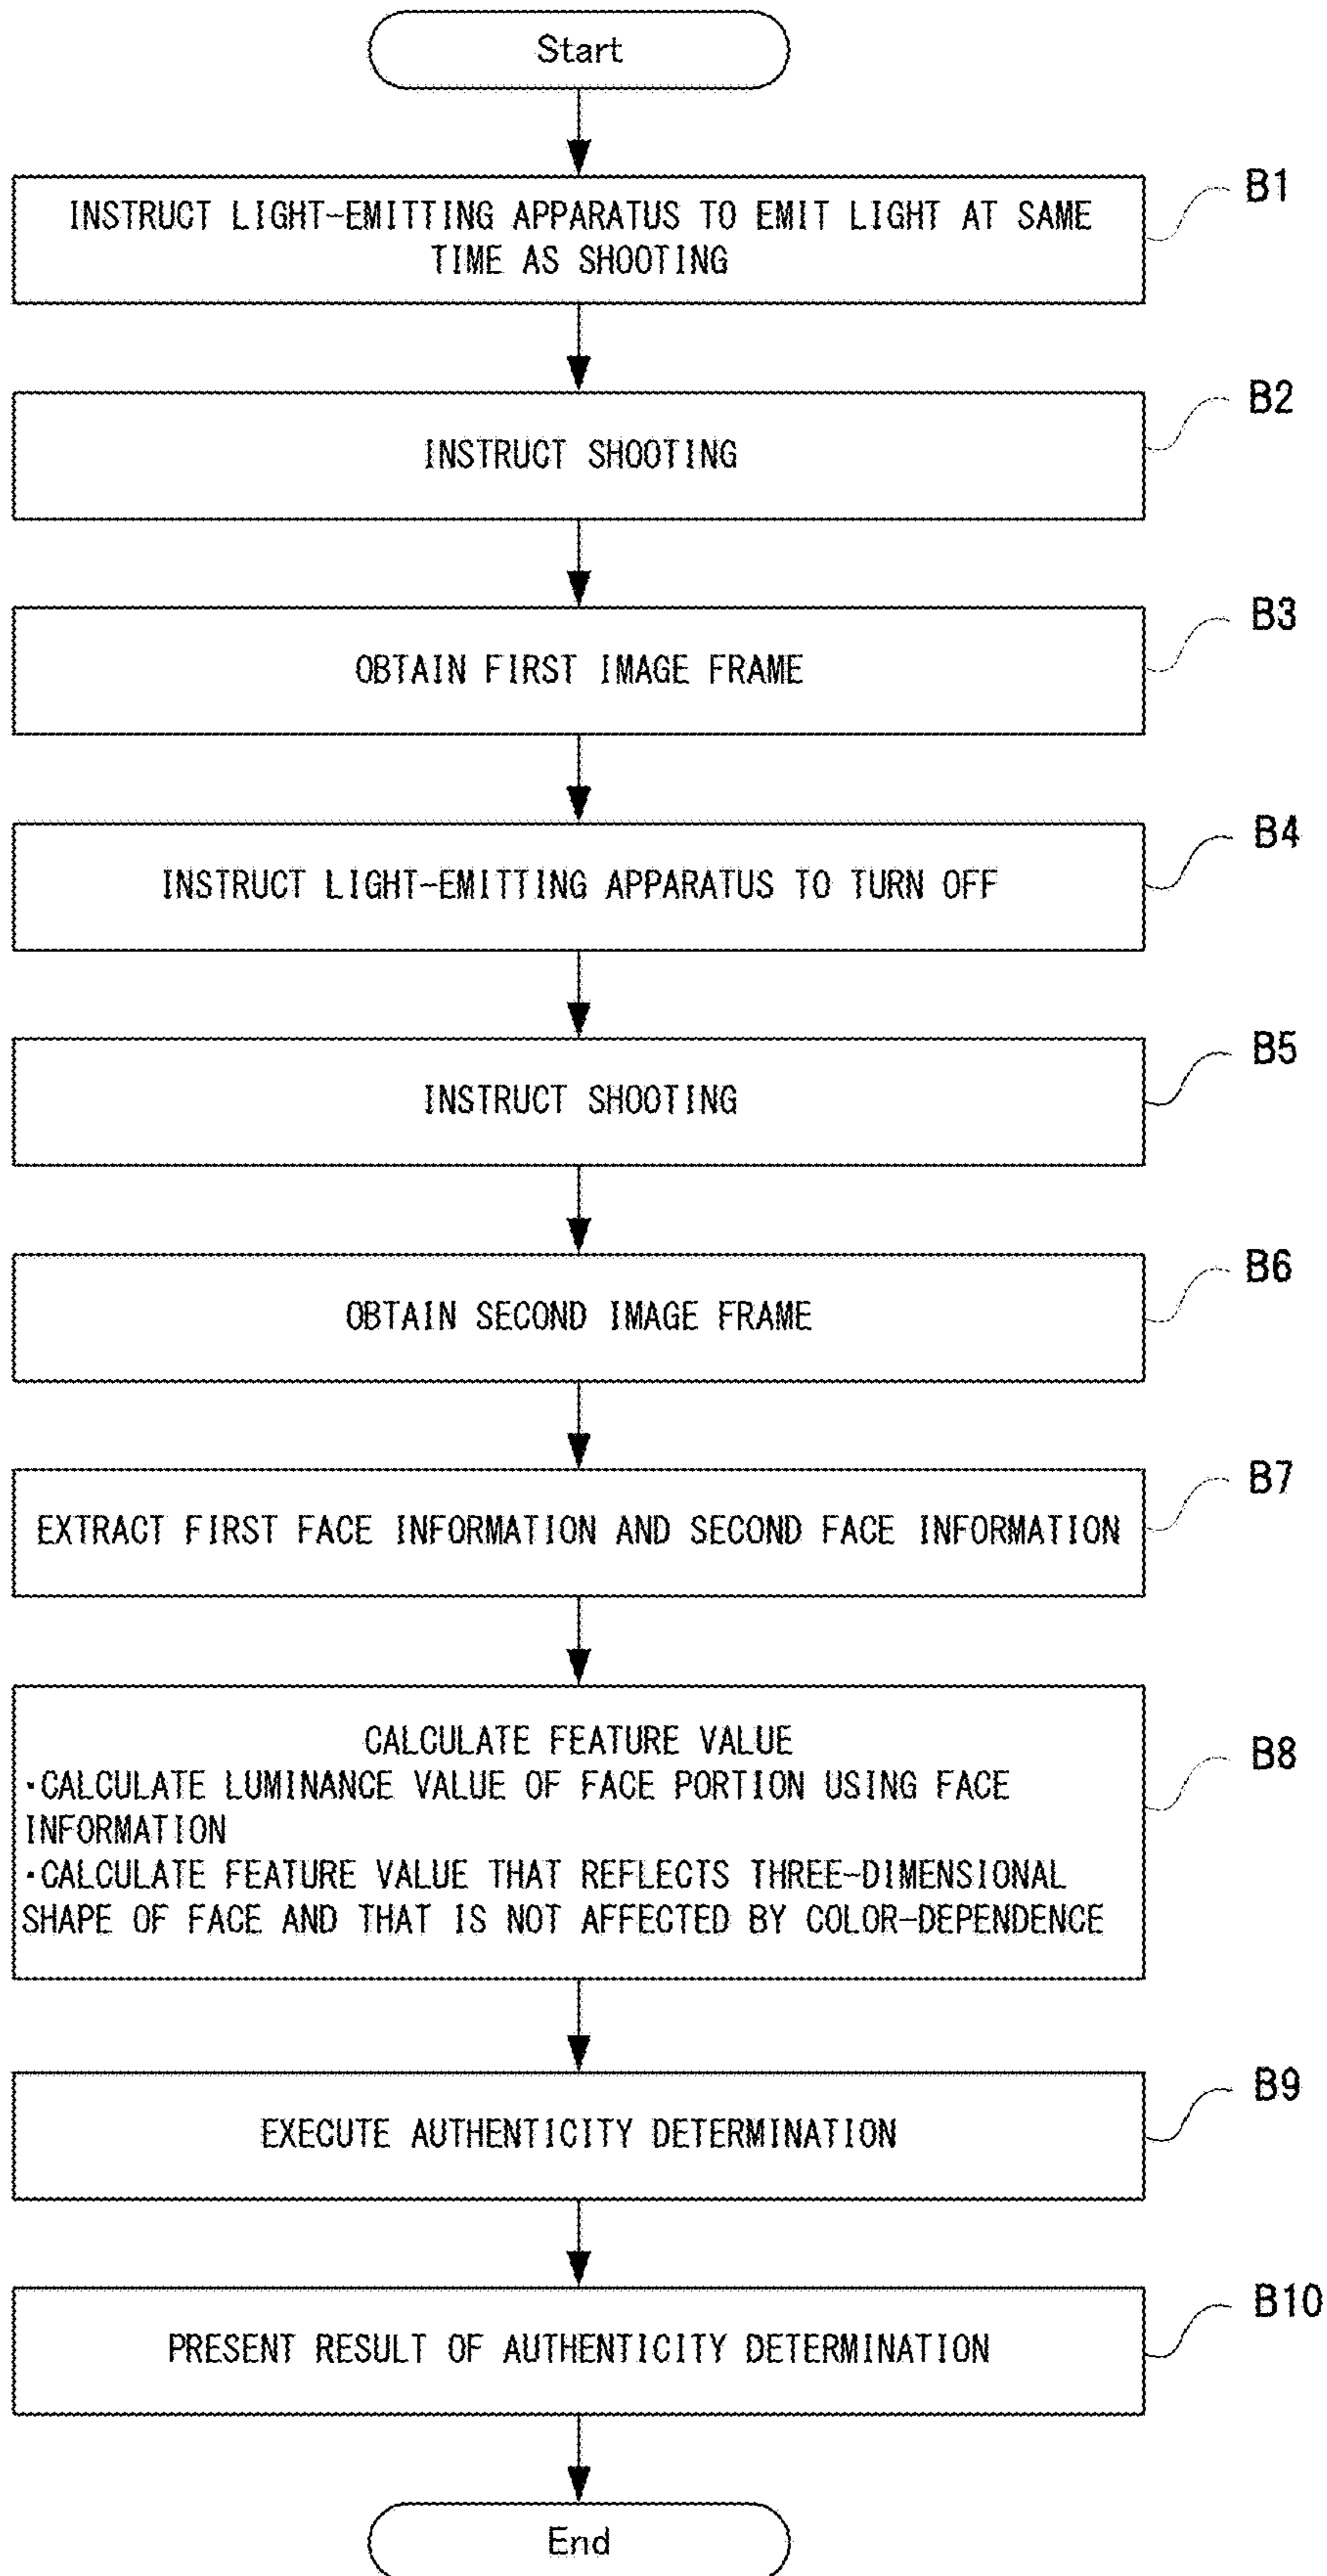 Start
B1
INSTRUCT LIGHT-EMITTING APPARATUS TO EMIT LIGHT AT SAME
TIME AS SHOOTING
B2
INSTRUCT SHOOTING
B3
OBTAIN FIRST IMAGE FRAME
B4
INSTRUCT LIGHT-EMITTING APPARATUS TO TURN OFF
B5
INSTRUCT SHOOTING
B6
OBTAIN SECOND IMAGE FRAME
B7
EXTRACT FIRST FACE INFORMATION AND SECOND FACE INFORMATION
CALCULATE FEATURE VALUE
B8
・CALCULATE LUMINANCE VALUE OF FACE PORTION USING FACE
INFORMATION
・CALCULATE FEATURE VALUE THAT REFLECTS THREE-DIMENSIONAL
SHAPE OF FACE AND THAT IS NOT AFFECTED BY COLOR-DEPENDENCE
B9
EXECUTE AUTHENTICITY DETERMINATION
B10
PRESENT RESULT OF AUTHENTICITY DETERMINATION
End